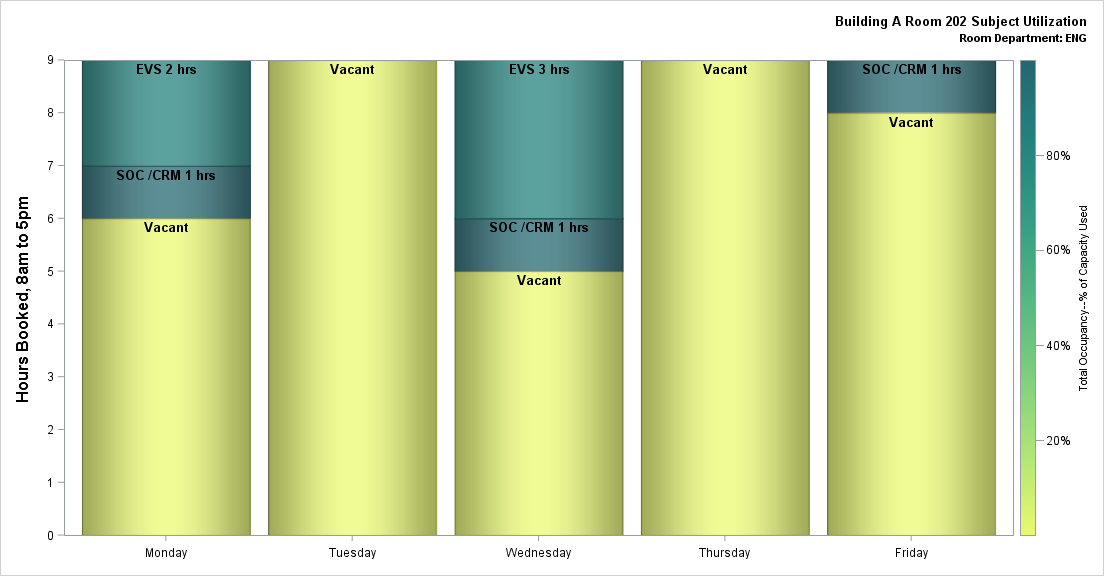 Building A Room 202 Subject Utilization
Room Department: ENG
Hours Booked, 8am to 5pm
9
8
7
6
5
4
3
2
1
0
EVS 2 hrs
SOC /CRM 1 hrs
Vacant
Vacant
EVS 3 hrs
SOC /CRM 1 hrs
Vacant
Vacant
SOC /CRM 1 hrs
Vacant
Monday
Tuesday
Wednesday
Thursday
Friday
80%
60%
40%
20%
Total Occupancy--% of Capacity Used